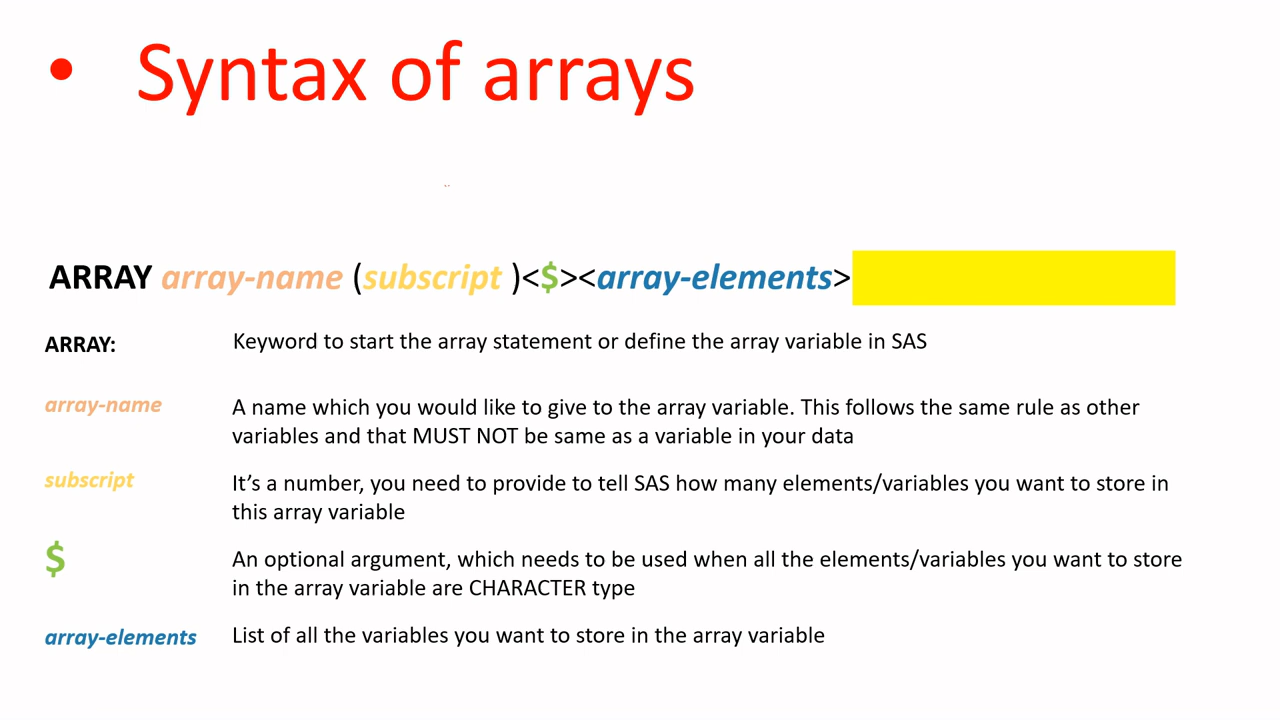 • Syntax of arrays
ARRAY array-name (subscript )<$><array-elements>
ARRAY: Keyword to start the array statement or define the array variable in SAS
array-name A name which you would like to give to the array variable. This follows the same rule as other
variables and that MUST NOT be same as a variable in your data
subscript It’s a number, you need to provide to tell SAS how many elements/variables you want to store in
this array variable
$ An optional argument, which needs to be used when all the elements/variables you want to store
in the array variable are CHARACTER type
array-elements List of all the variables you want to store in the array variable